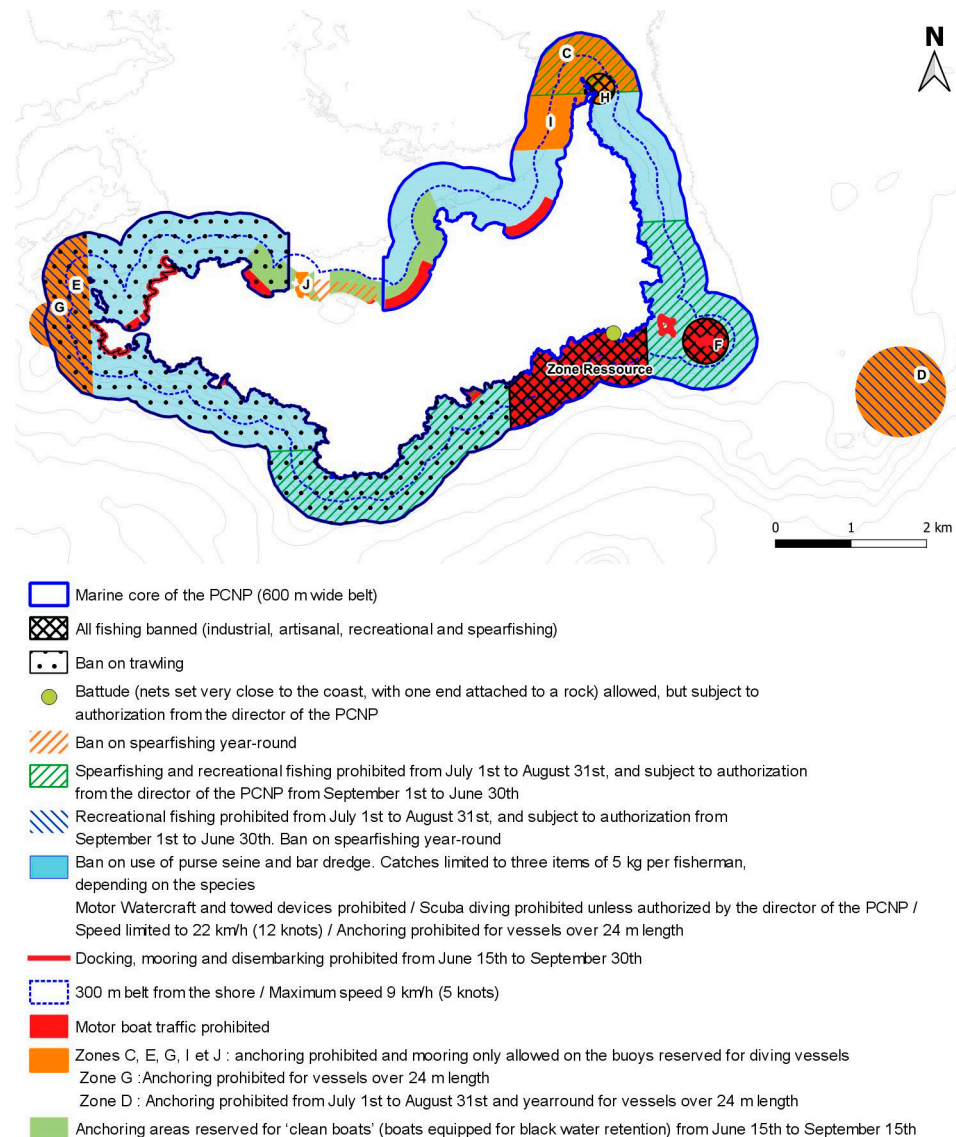 N
C
H
I
E
G
J
Zone Ressource
F
D
0 1 2 km
Marine core of the PCNP (600 m wide belt)
All fishing banned (industrial, artisanal, recreational and spearfishing)
Ban on trawling
Battude (nets set very close to the coast, with one end attached to a rock) allowed, but subject to
authorization from the director of the PCNP
Ban on spearfishing year-round
Spearfishing and recreational fishing prohibited from July 1st to August 31st, and subject to authorization
from the director of the PCNP from September 1st to June 30th
Recreational fishing prohibited from July 1st to August 31st, and subject to authorization from
September 1st to June 30th. Ban on spearfishing year-round
Ban on use of purse seine and bar dredge. Catches limited to three items of 5 kg per fisherman,
depending on the species
Motor Watercraft and towed devices prohibited / Scuba diving prohibited unless authorized by the director of the PCNP /
Speed limited to 22 km/h (12 knots) / Anchoring prohibited for vessels over 24 m length
Docking, mooring and disembarking prohibited from June 15th to September 30th
300 m belt from the shore / Maximum speed 9 km/h (5 knots)
Motor boat traffic prohibited
Zones C, E, G, I et J : anchoring prohibited and mooring only allowed on the buoys reserved for diving vessels
Zone G :Anchoring prohibited for vessels over 24 m length
Zone D : Anchoring prohibited from July 1st to August 31st and yearround for vessels over 24 m length
Anchoring areas reserved for 'clean boats' (boats equipped for black water retention) from June 15th to September 15th